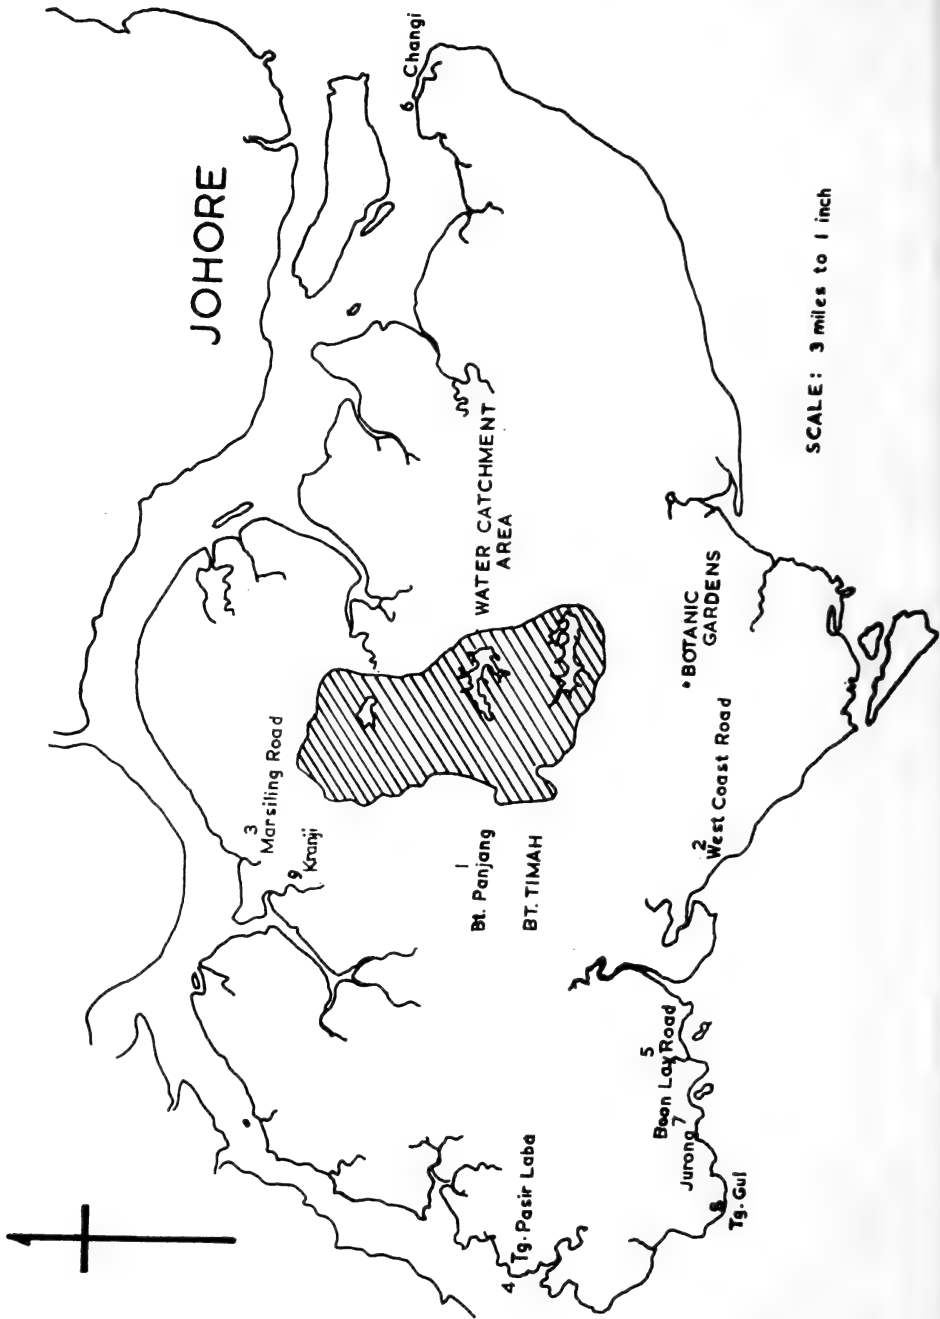 JOHORE
6 Changi
3
Marsiling Road
9
Kranji
WATER CATCHMENT
AREA
1
Bt. Panjang
BT. TIMAH
4 Tg. Pasir Laba
BOTANIC
GARDENS
2
West Coast Road
5
Boon Lay Road
Jurong 7
8
Tg. Gul
SCALE: 3 miles to 1 inch